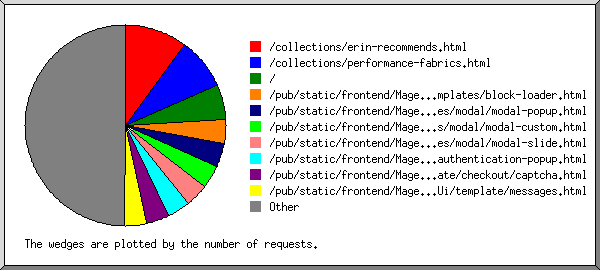 /collections/erin-recommends.html
/collections/performance-fabrics.html
/
/pub/static/frontend/Mage...mplates/block-loader.html
/pub/static/frontend/Mage...es/modal/modal-popup.html
/pub/static/frontend/Mage...s/modal/modal-custom.html
/pub/static/frontend/Mage...es/modal/modal-slide.html
/pub/static/frontend/Mage...authentication-popup.html
/pub/static/frontend/Mage...ate/checkout/captcha.html
/pub/static/frontend/Mage...Ui/template/messages.html
Other
The wedges are plotted by the number of requests.